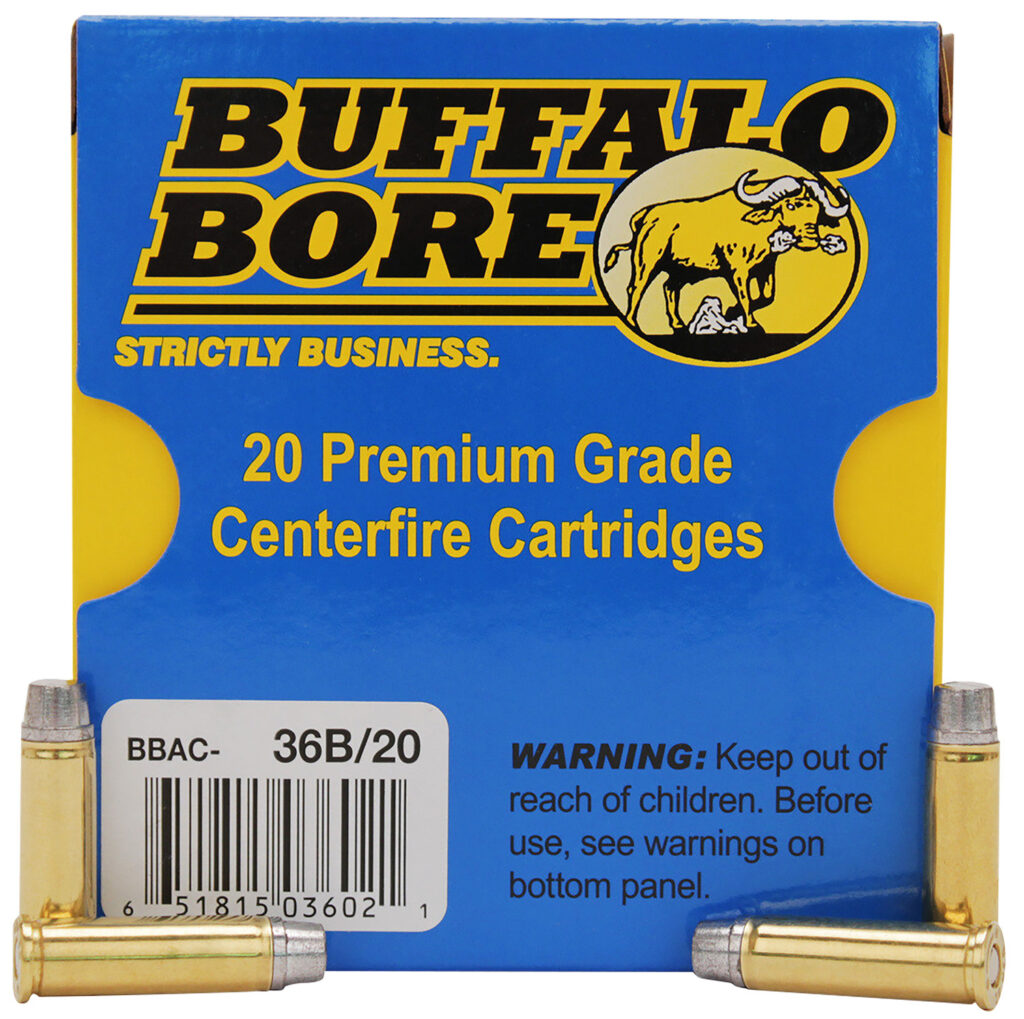 BUFFALO
BORE
STRICTLY BUSINESS.
20 Premium Grade
Centerfire Cartridges
BBAC- 36B/20
6 51815 03602 1
WARNING: Keep out of
reach of children. Before
use, see warnings on
bottom panel.